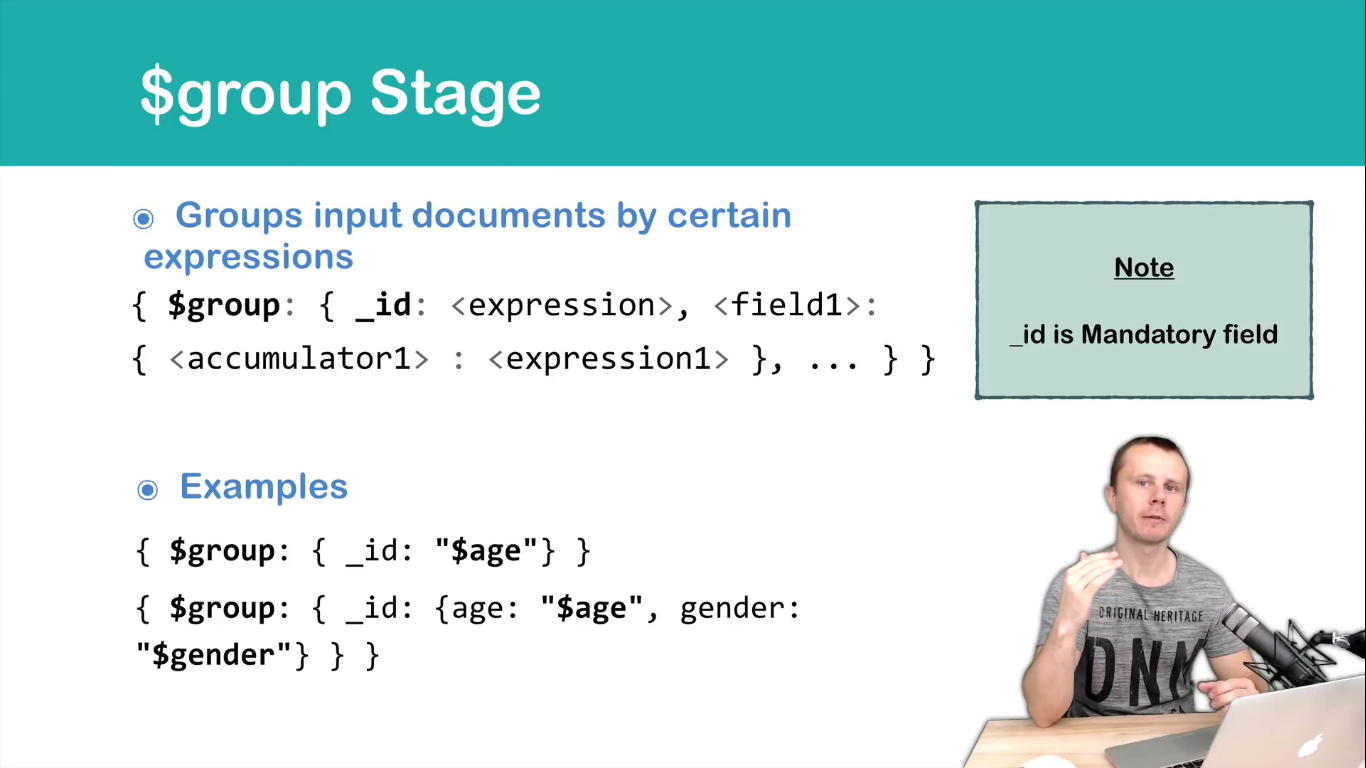 $group Stage
Groups input documents by certain
expressions
{ $group: { _id: <expression>, <field1>:
{ <accumulator1> : <expression1> }, ... } }
Note
_id is Mandatory field
Examples
{ $group: { _id: "$age"} }
{ $group: { _id: {age: "$age", gender:
"$gender"} } }
ORIGINAL HERITAGE